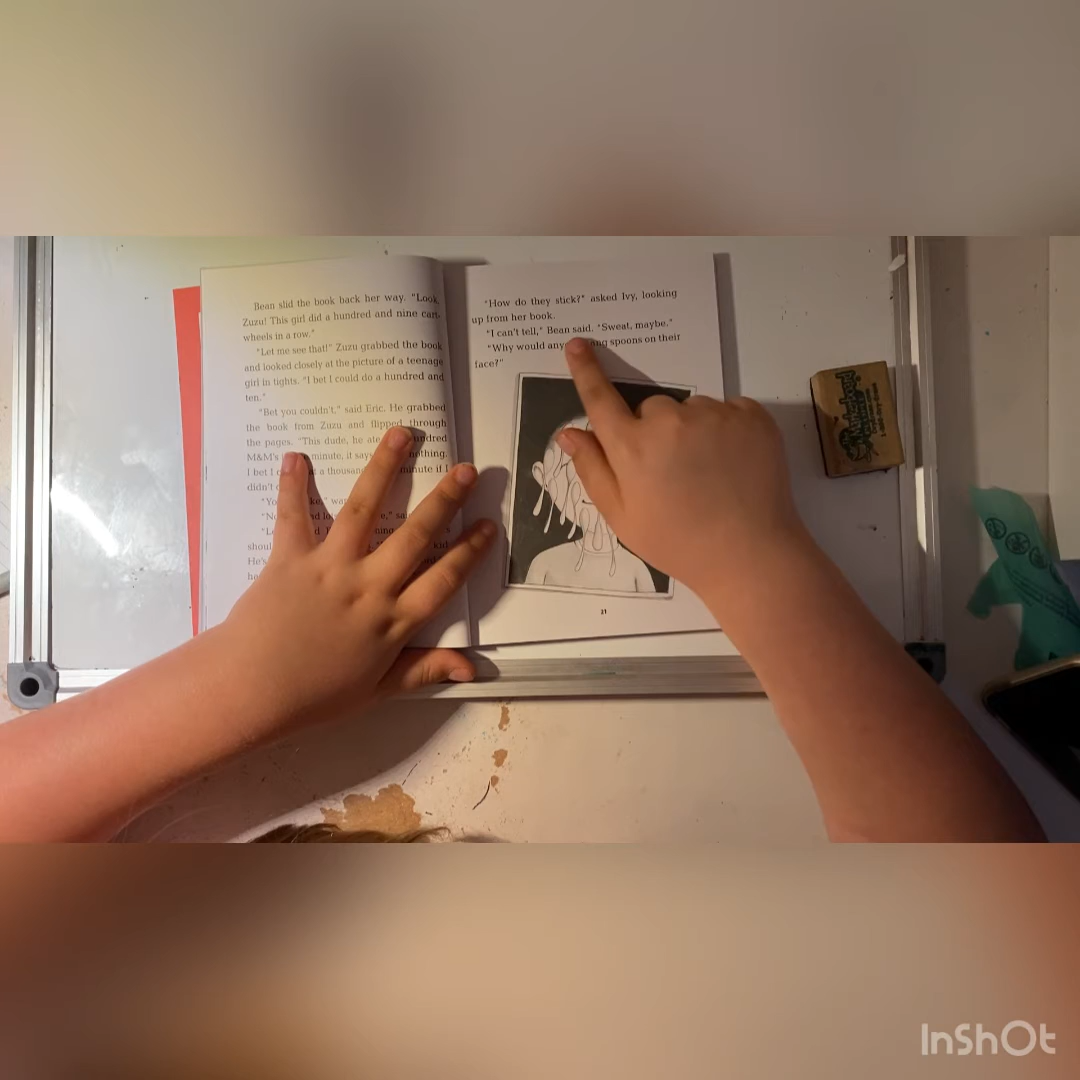 Bean slid the book back her way. "Look,
Zuzu! This girl did a hundred and nine cart-
wheels in a row."
"Let me see that!" Zuzu grabbed the book
and looked closely at the picture of a teenage
girl in tights. "I bet I could do a hundred and
ten."
"Bet you couldn't," said Eric. He grabbed
the book from Zuzu and flipped through
the pages. "This dude, he ate
M&M's minute, it says nothing.
I bet I a thousand minute if I
didn't
"How do they stick?" asked Ivy, looking
up from her book.
"I can't tell," Bean said. "Sweat, maybe."
"Why would spoons on their
face?"
21
InShOt